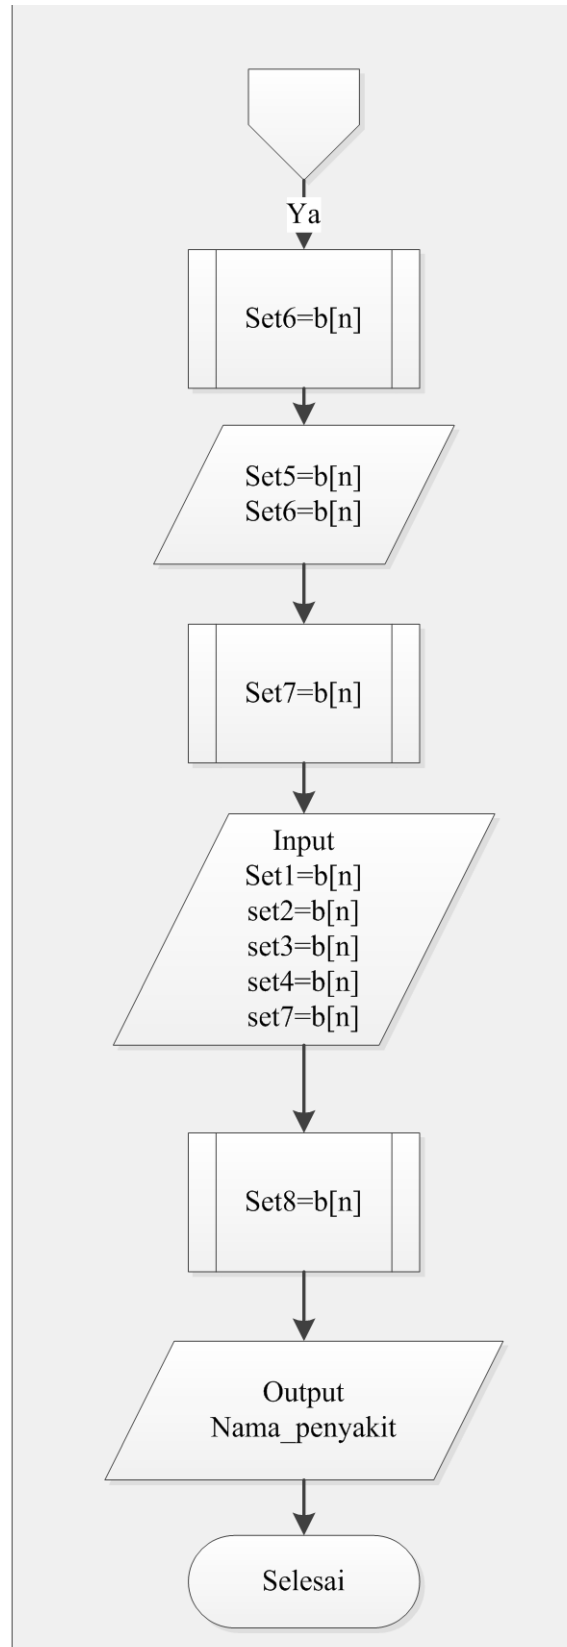 Ya
Set6=b[n]
Set5=b[n]
Set6=b[n]
Set7=b[n]
Input
Set1=b[n]
set2=b[n]
set3=b[n]
set4=b[n]
set7=b[n]
Set8=b[n]
Output
Nama_penyakit
Selesai